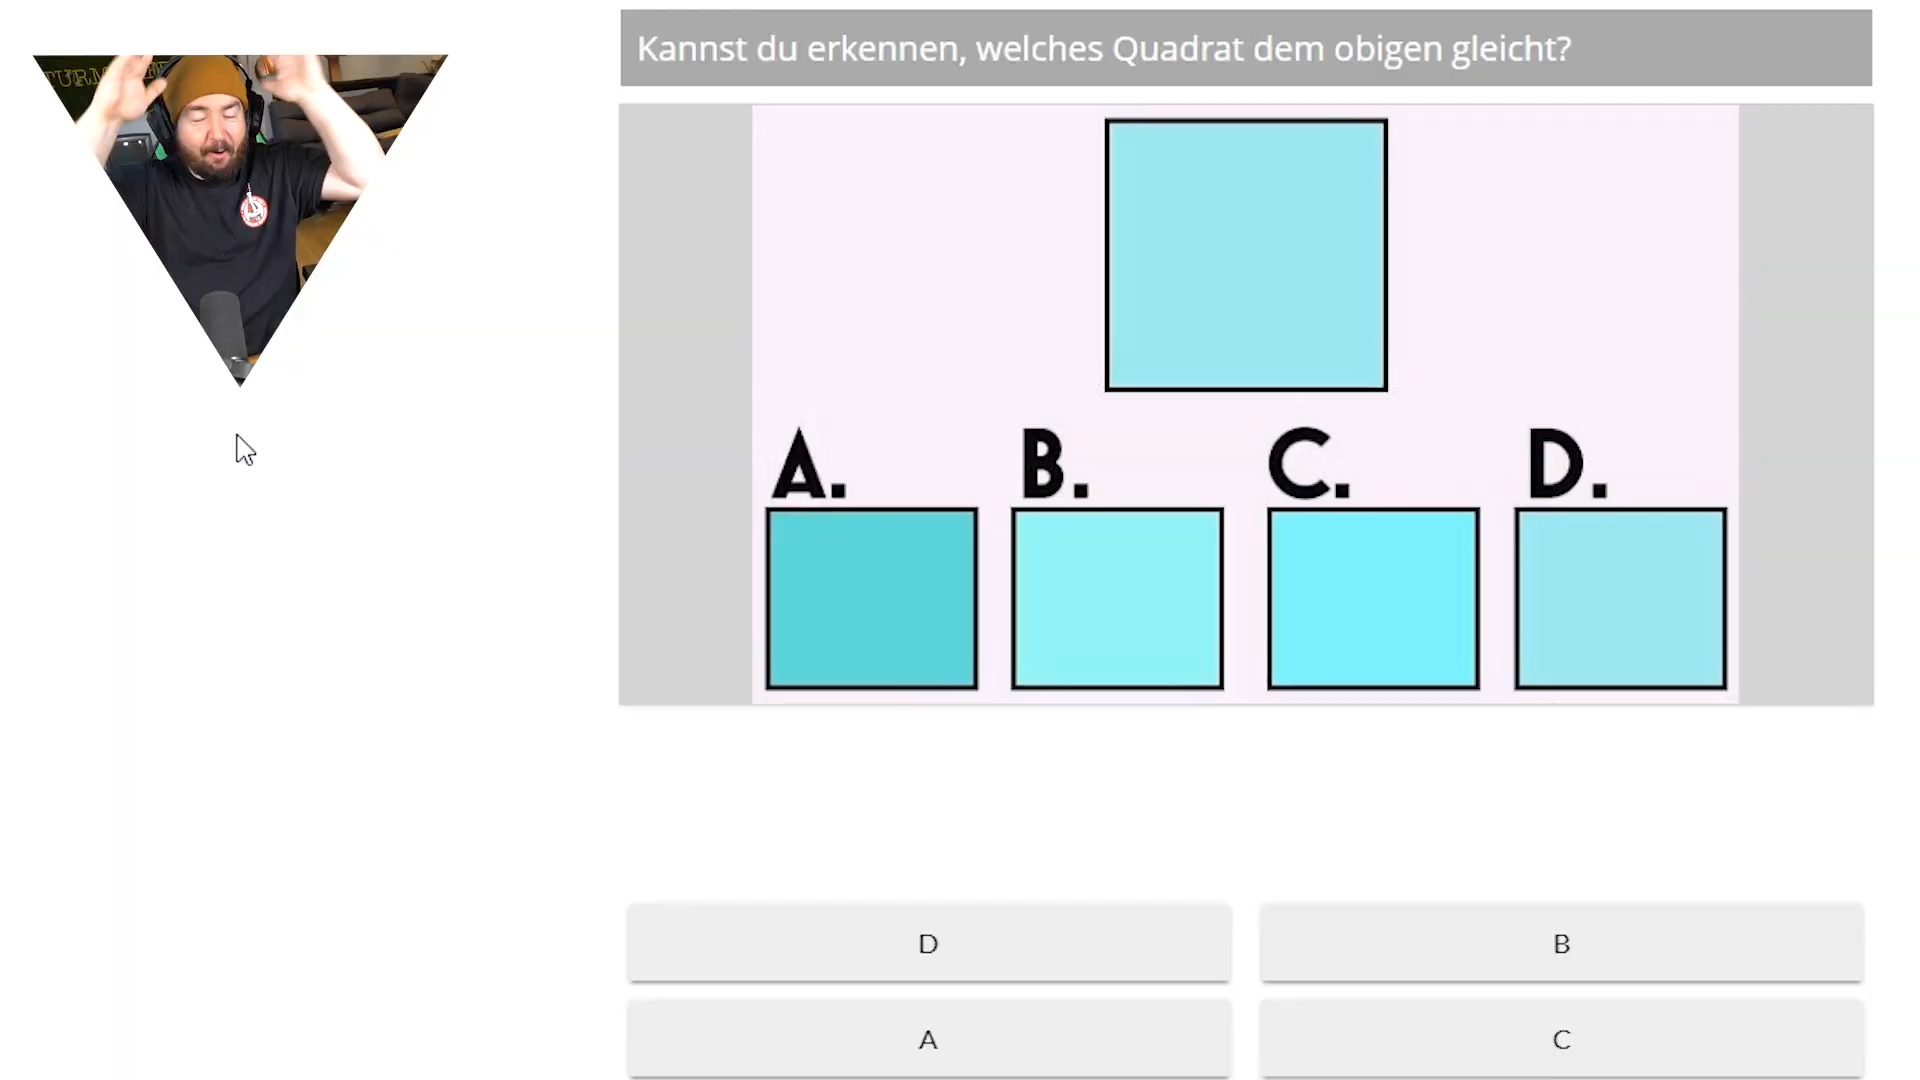 Kannst du erkennen, welches Quadrat dem obigen gleicht?
A. B. C. D.
D B
A C